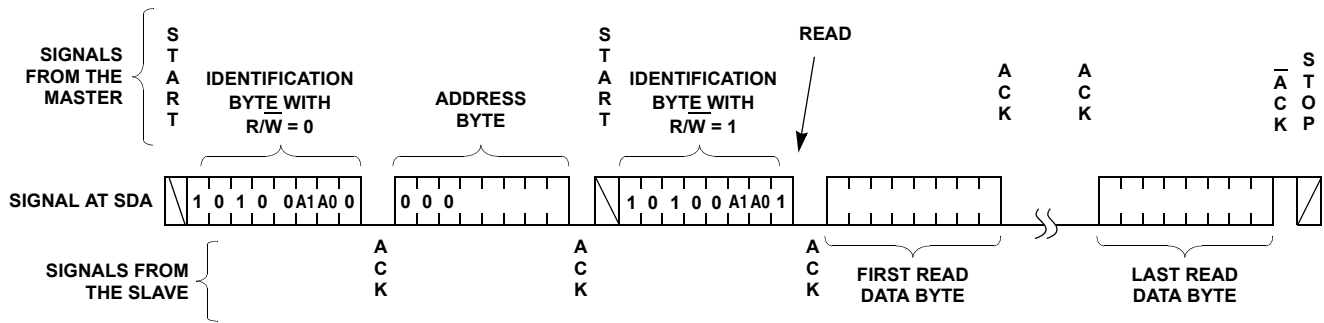 SIGNALS
FROM THE
MASTER
S
T
A
R
T
IDENTIFICATION
BYTE WITH
R/W̅ = 0
ADDRESS
BYTE
S
T
A
R
T
IDENTIFICATION
BYTE WITH
R/W̅ = 1
READ
A
C
K
A
C
K
A̅
C
K
S
T
O
P
SIGNAL AT SDA
1 0 1 0 0 A1 A0 0
0 0 0
1 0 1 0 0 A1 A0 1
SIGNALS FROM
THE SLAVE
A
C
K
A
C
K
A
C
K
FIRST READ
DATA BYTE
LAST READ
DATA BYTE